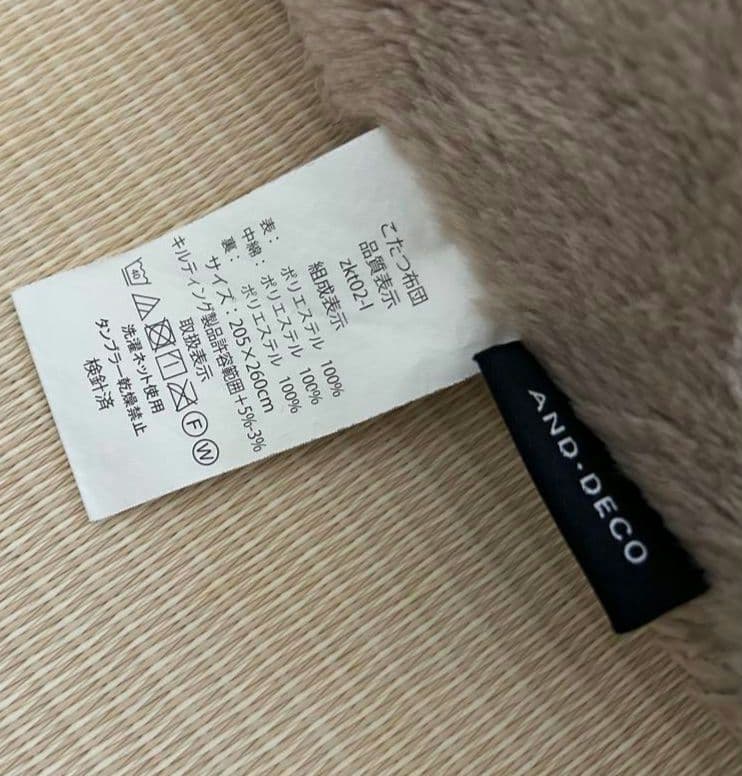 こたつ布団
品質表示
zkt02-l
組成表示
表： ポリエステル 100%
中綿： ポリエステル 100%
裏： ポリエステル 100%
サイズ：205×260cm
キルティング製品許容範囲＋5%-3%
取扱表示
40 F W
洗濯ネット使用
タンブラー乾燥禁止
検針済
AND·DECO